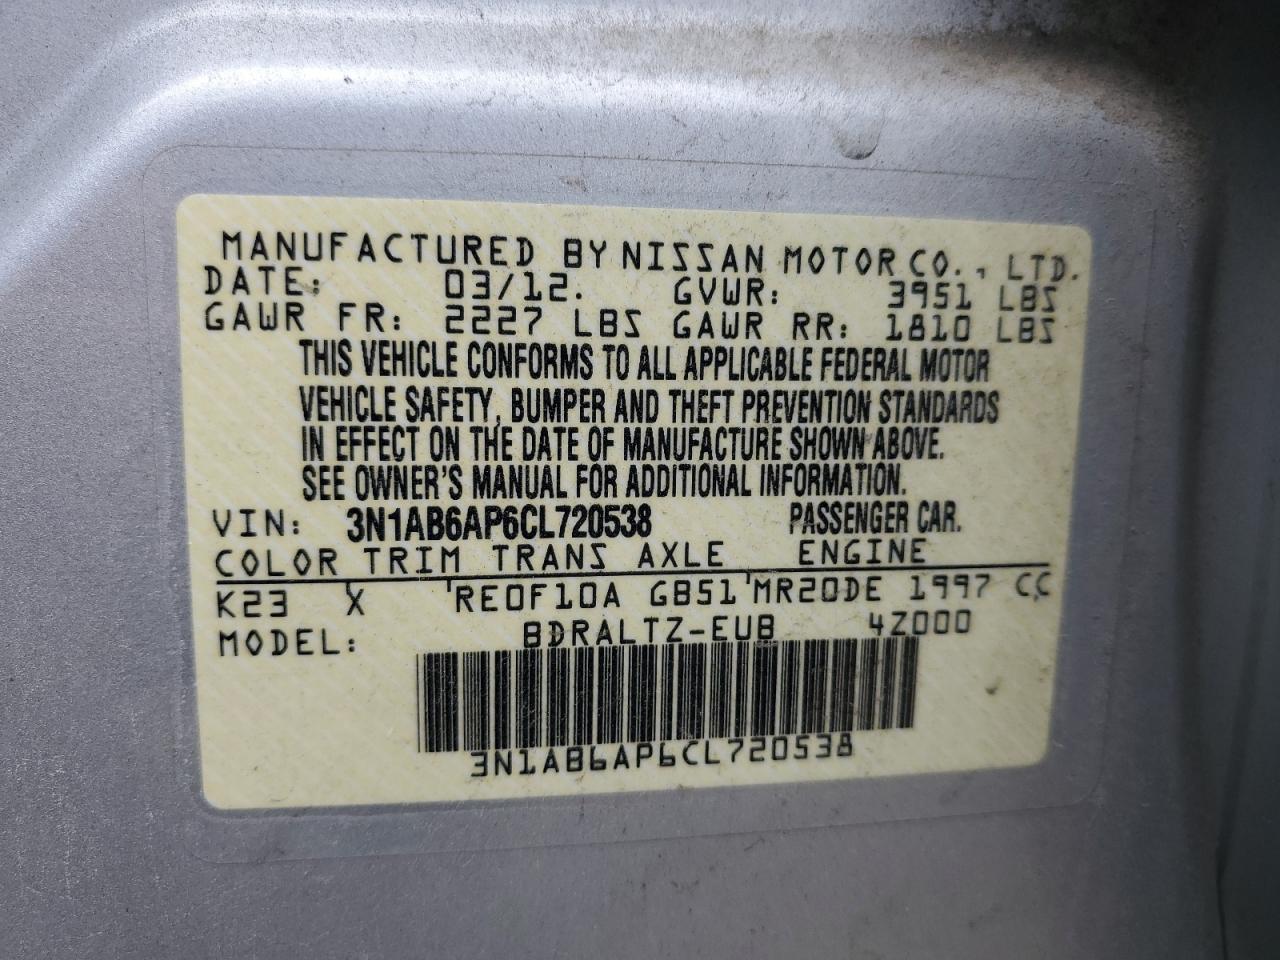 MANUFACTURED BY NISSAN MOTOR CO., LTD.
DATE: 03/12. GVWR: 3951 LBS
GAWR FR: 2227 LBS GAWR RR: 1810 LBS
THIS VEHICLE CONFORMS TO ALL APPLICABLE FEDERAL MOTOR
VEHICLE SAFETY, BUMPER AND THEFT PREVENTION STANDARDS
IN EFFECT ON THE DATE OF MANUFACTURE SHOWN ABOVE.
SEE OWNER'S MANUAL FOR ADDITIONAL INFORMATION.
VIN: 3N1AB6AP6CL720538 PASSENGER CAR.
COLOR TRIM TRANS AXLE ENGINE
K23 X 'RE0F10A GB51'MR20DE 1997 CC
MODEL: BDRALTZ-EUB 4Z000
3N1AB6AP6CL720538